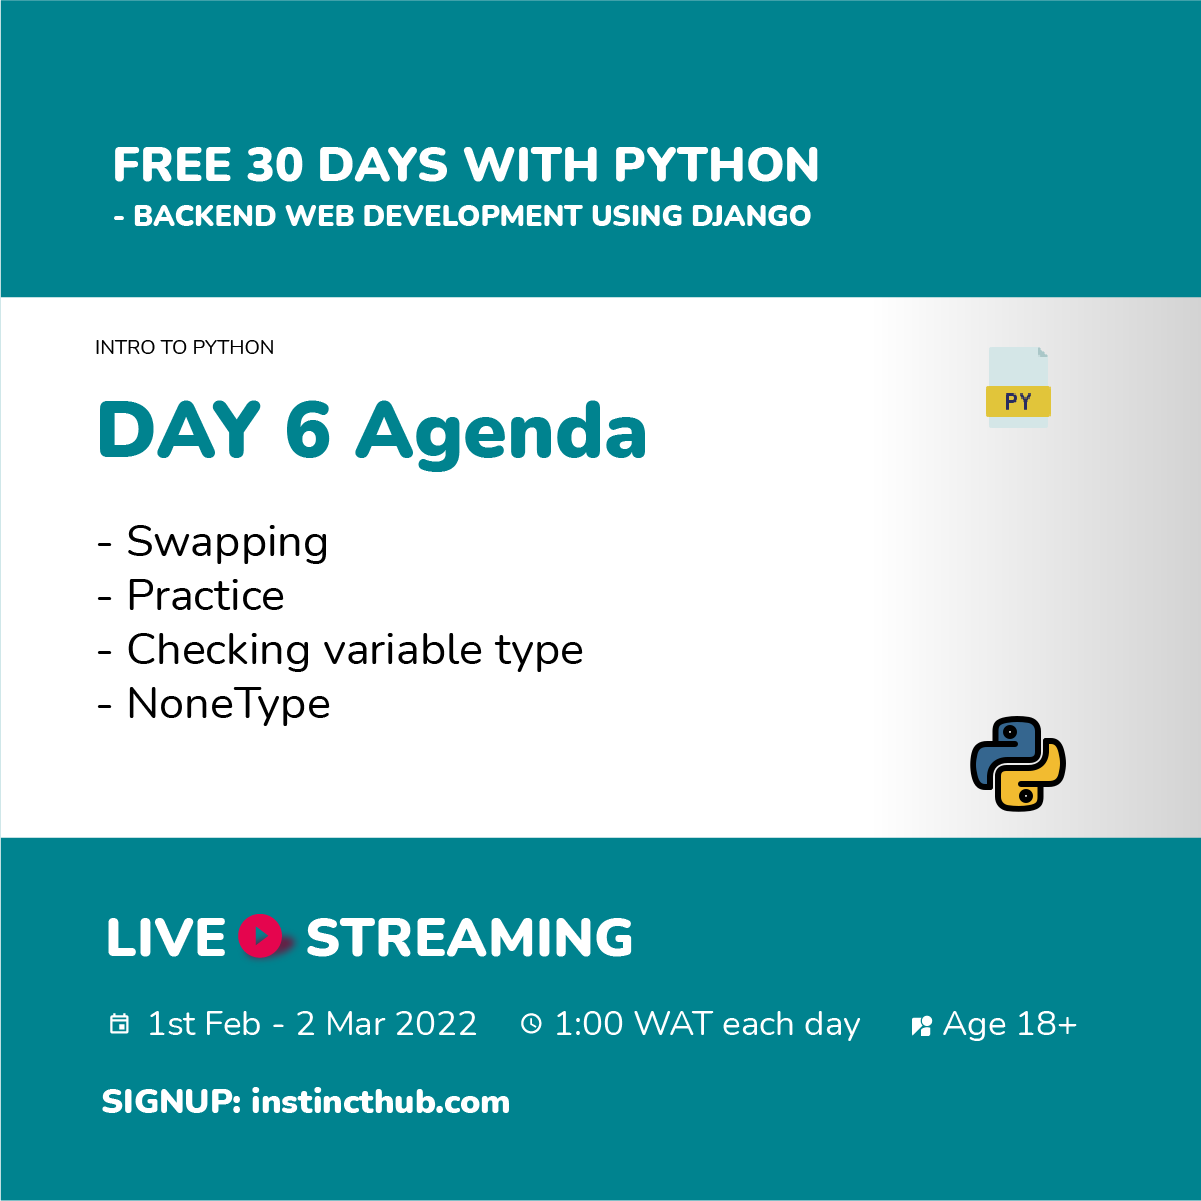 FREE 30 DAYS WITH PYTHON
- BACKEND WEB DEVELOPMENT USING DJANGO
INTRO TO PYTHON
PY
DAY 6 Agenda
- Swapping
- Practice
- Checking variable type
- NoneType
LIVE STREAMING
1st Feb - 2 Mar 2022 1:00 WAT each day Age 18+
SIGNUP: instincthub.com